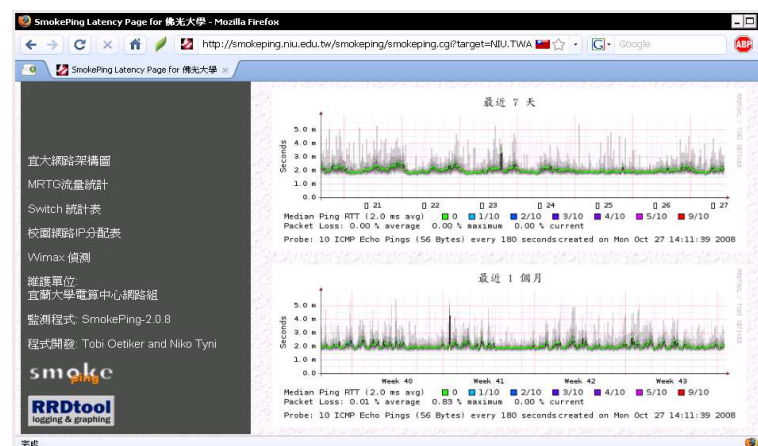 SmokePing Latency Page for 佛光大學 - Mozilla Firefox
http://smokeping.niu.edu.tw/smokeping/smokeping.cgi?target=NIU.TWA
G Google
ABP
SmokePing Latency Page for 佛光大學
宜大網路架構圖
MRTG流量統計
Switch 統計表
校園網路IP分配表
Wimax 偵測
維護單位:
宜蘭大學電算中心網路組
監測程式: SmokePing-2.0.8
程式開發: Tobi Oetiker and Niko Tyni
smoke
ping
RRDtool
logging & graphing
最近 7 天
Seconds
5.0 m
4.0 m
3.0 m
2.0 m
1.0 m
0.0
21 22 23 24 25 26 27
Median Ping RTT (2.0 ms avg) 0 1/10 2/10 3/10 4/10 5/10 9/10
Packet Loss: 0.00 % average 0.00 % maximum 0.00 % current
Probe: 10 ICMP Echo Pings (56 Bytes) every 180 seconds created on Mon Oct 27 14:11:39 2008
最近 1 個月
Seconds
5.0 m
4.0 m
3.0 m
2.0 m
1.0 m
0.0
Week 40 Week 41 Week 42 Week 43
Median Ping RTT (2.0 ms avg) 0 1/10 2/10 3/10 4/10 5/10 9/10
Packet Loss: 0.01 % average 0.83 % maximum 0.00 % current
Probe: 10 ICMP Echo Pings (56 Bytes) every 180 seconds created on Mon Oct 27 14:11:39 2008
完成